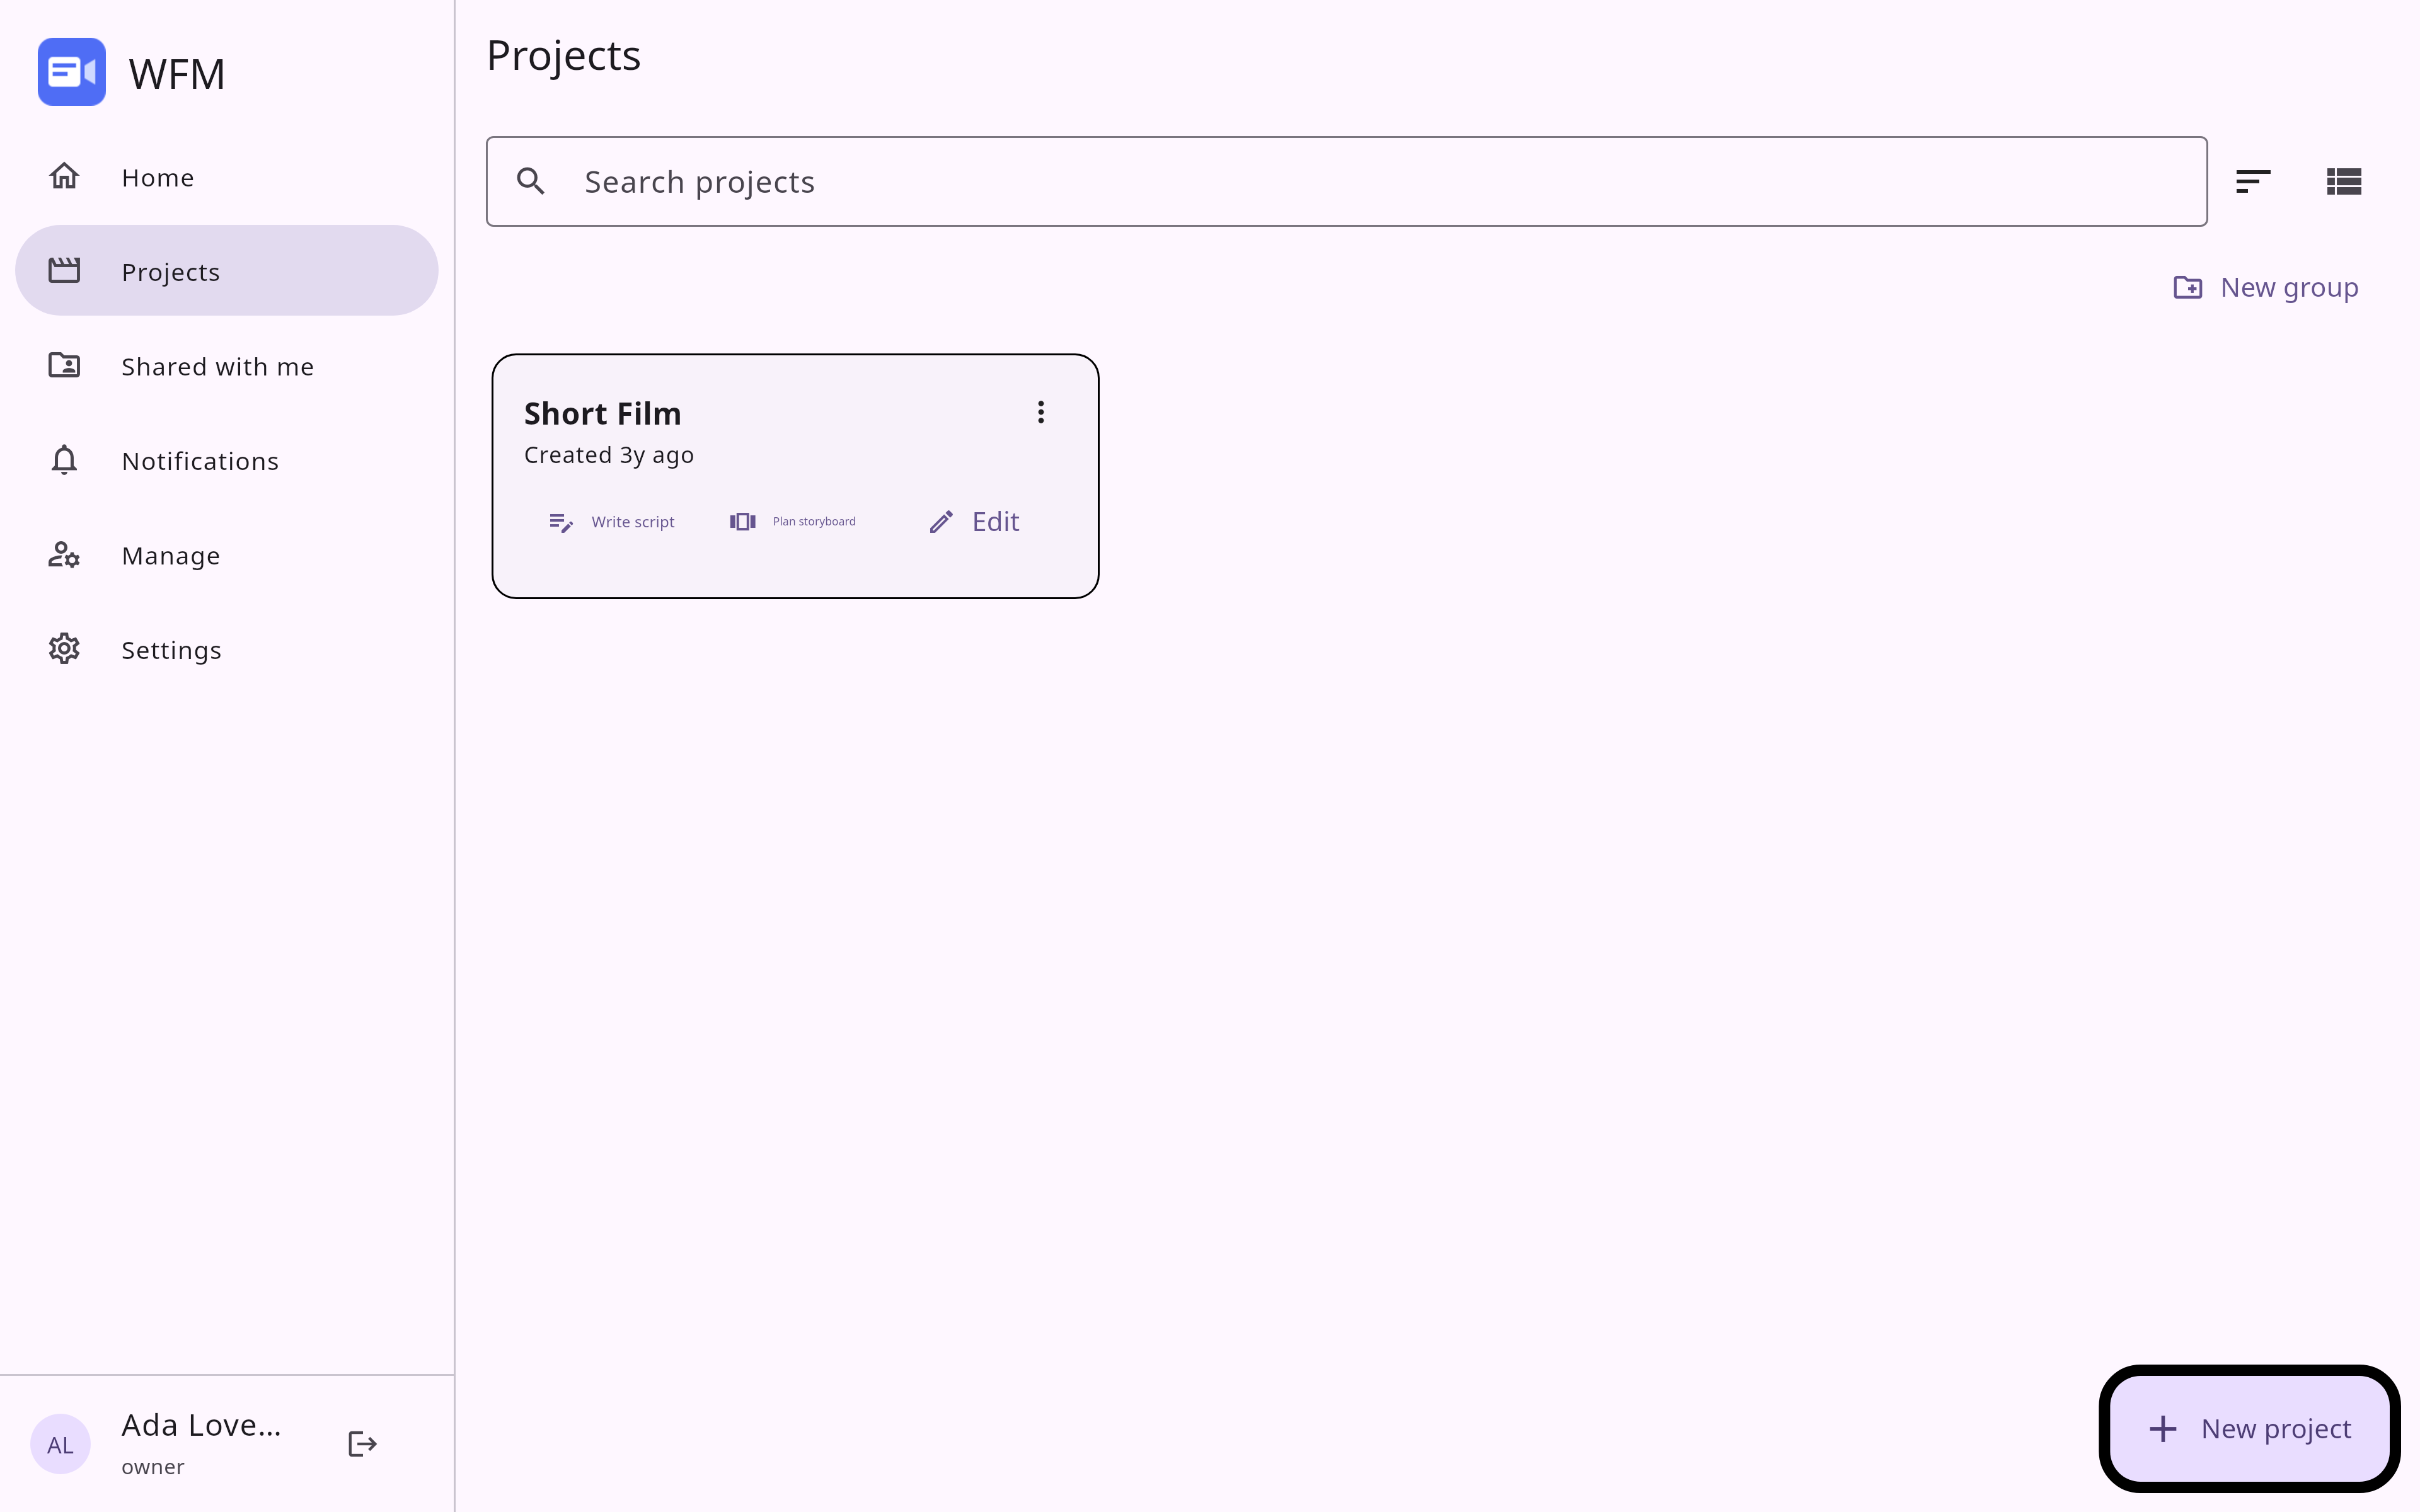 WFM
Home
Projects
Shared with me
Notifications
Manage
Settings
AL
Ada Love...
owner
Projects
Search projects
New group
Short Film
Created 3y ago
Write script
Plan storyboard
Edit
New project